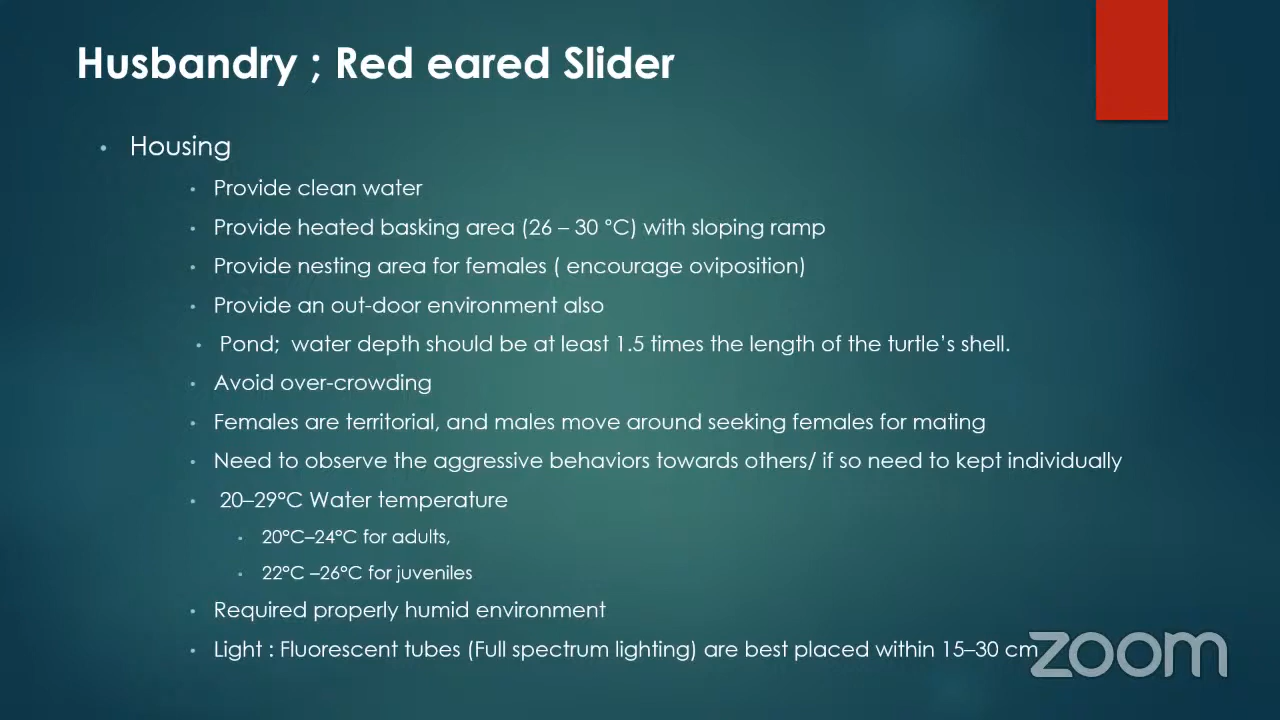 Husbandry ; Red eared Slider
• Housing
• Provide clean water
• Provide heated basking area (26 – 30 °C) with sloping ramp
• Provide nesting area for females ( encourage oviposition)
• Provide an out-door environment also
• Pond;  water depth should be at least 1.5 times the length of the turtle’s shell.
• Avoid over-crowding
• Females are territorial, and males move around seeking females for mating
• Need to observe the aggressive behaviors towards others/ if so need to kept individually
• 20–29°C Water temperature
• 20°C–24°C for adults,
• 22°C –26°C for juveniles
• Required properly humid environment
• Light : Fluorescent tubes (Full spectrum lighting) are best placed within 15–30 cm
zoom